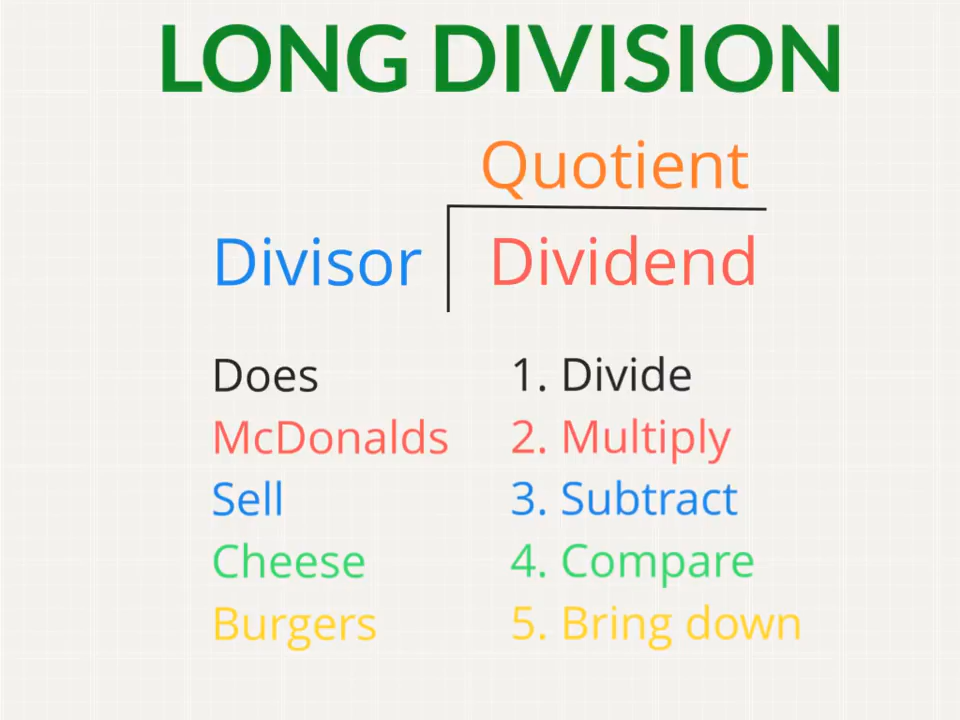 LONG DIVISION
Quotient
Divisor Dividend
Does 1. Divide
McDonalds 2. Multiply
Sell 3. Subtract
Cheese 4. Compare
Burgers 5. Bring down